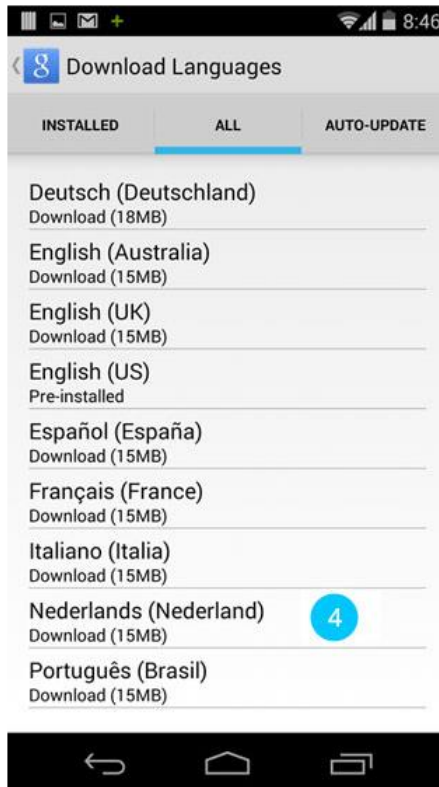 8:46
8 Download Languages
INSTALLED ALL AUTO-UPDATE
Deutsch (Deutschland)
Download (18MB)
English (Australia)
Download (15MB)
English (UK)
Download (15MB)
English (US)
Pre-installed
Español (España)
Download (15MB)
Français (France)
Download (15MB)
Italiano (Italia)
Download (15MB)
Nederlands (Nederland)
Download (15MB)
4
Português (Brasil)
Download (15MB)